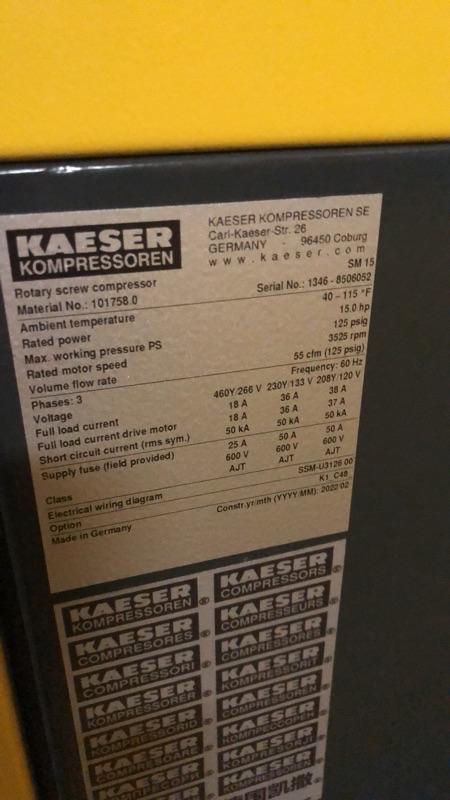 KAESER
KOMPRESSOREN
KAESER KOMPRESSOREN SE
Carl-Kaeser-Str. 26
GERMANY - 96450 Coburg
www.kaeser.com
Rotary screw compressor SM 15
Material No.: 101758.0 Serial No.: 1346 - 8506052
Ambient temperature 40 – 115 °F
Rated power 15.0 hp
Max. working pressure PS 125 psig
Rated motor speed 3525 rpm
Volume flow rate 55 cfm (125 psig)
Phases: 3 Frequency: 60 Hz
Voltage 460Y/266 V 230Y/133 V 208Y/120 V
Full load current 18 A 36 A 38 A
Full load current drive motor 18 A 36 A 37 A
Short circuit current (rms sym.) 50 kA 50 kA 50 kA
Supply fuse (field provided) 25 A 50 A 50 A
600 V 600 V 600 V
Class AJT AJT AJT
Electrical wiring diagram SSM-U3126 00
Option K1, C48
Made in Germany Constr.yr/mth (YYYY/MM): 2022/02
KAESER
KOMPRESSOREN ®
KAESER
COMPRESSORS ®
KAESER
COMPRESORES ®
KAESER
COMPRESSEURS ®
KAESER
COMPRESSORI ®
KAESER
COMPRESSORES ®
KAESER
KOMPRESORER ®
KAESER
KOMPRESSORIT ®
KAESER
KAESER
COMPRESSOREN ®
KAESER
KAESER
КОМПРЕССОРЕН ®
KAESER
KAESER
KAESER